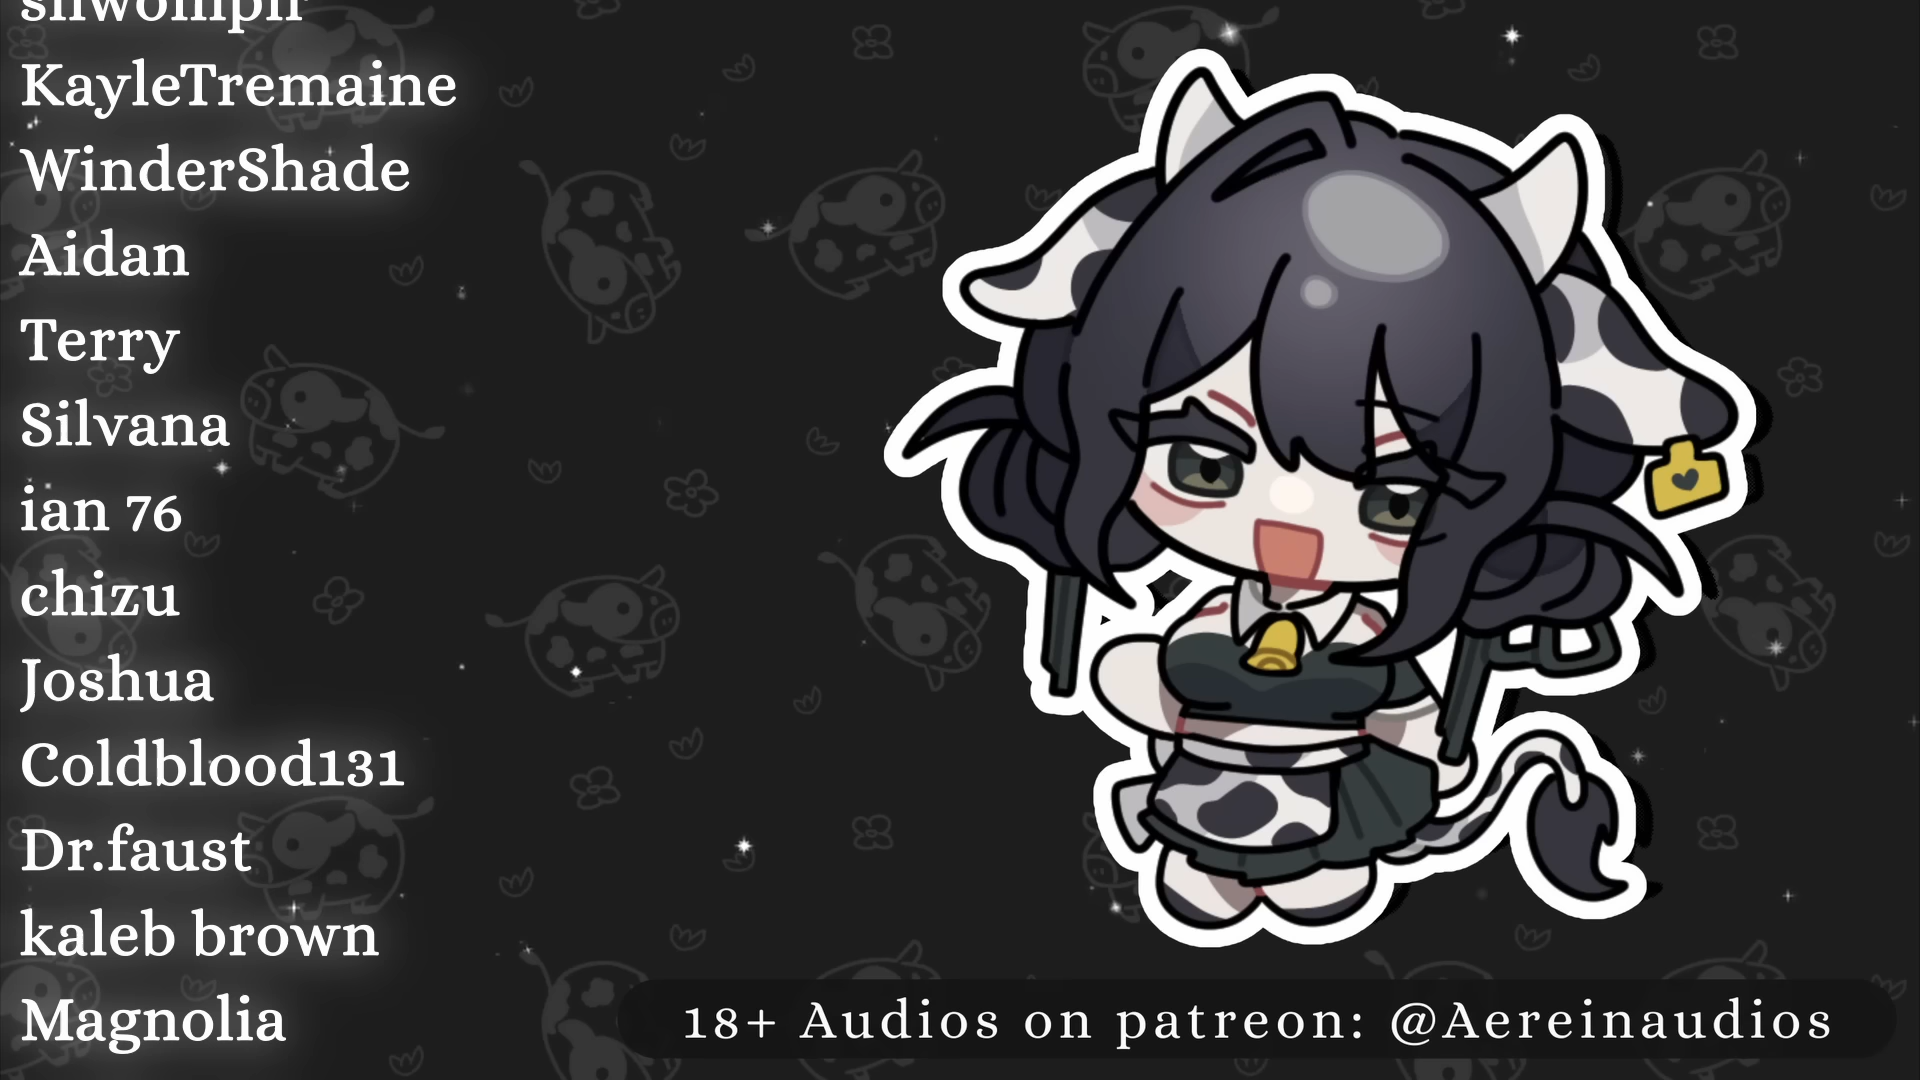 KayleTremaine
WinderShade
Aidan
Terry
Silvana
ian 76
chizu
Joshua
Coldblood131
Dr.faust
kaleb brown
Magnolia
18+ Audios on patreon: @Aereinaudios